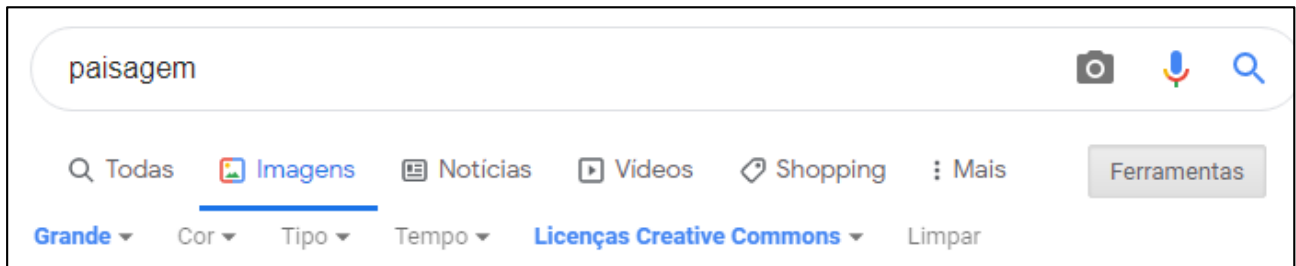 paisagem
Todas Imagens Notícias Vídeos Shopping Mais Ferramentas
Grande Cor Tipo Tempo Licenças Creative Commons Limpar